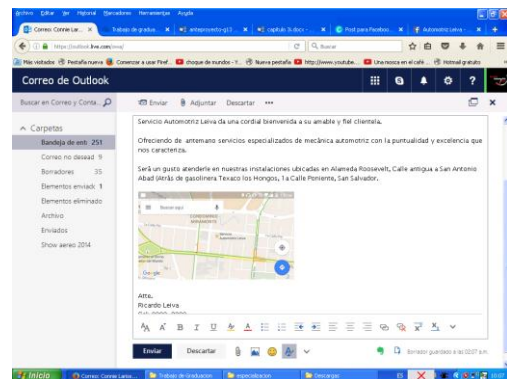 Archivo Editar Ver Historial Marcadores Herramientas Ayuda
Correo: Connie Lar... × Trabajo de gradua... × anteproyecto-g13 ... × capitulo 3i.docx - ... × Post para Faceboo... × Automotriz Leiva - ... ×
https://outlook.live.com/owa/
Buscar
Más visitados Pestaña nueva Comenzar a usar Firef... choque de mundos - ?... Nueva pestaña http://www.youtube... Una rosca en el café ... Hotmail gratuito
Correo de Outlook
Buscar en Correo y Conta...
Enviar Adjuntar Descartar •••
Carpetas
Bandeja de ent 251
Correo no desead 9
Borradores 35
Elementos enviado 1
Elementos eliminado
Archivo
Enviados
Show aereo 2014
Servicio Automotriz Leiva da una cordial bienvenida a su amable y fiel clientela.
Ofreciendo de antemano servicios especializados de mecánica automotriz con la puntualidad y excelencia que
nos caracteriza.
Será un gusto atenderle en nuestras instalaciones ubicadas en Alameda Roosevelt, Calle antigua a San Antonio
Abad (Atrás de gasolinera Texaco los Hongos, 1a Calle Poniente, San Salvador.
Buscar aquí
Google
Atte.
Ricardo Leiva
Enviar Descartar
Borrador guardado a las 02:07 a.m.
Inicio Correo: Connie Laris... Trabajo de Graduacion especializacion Descargas ES